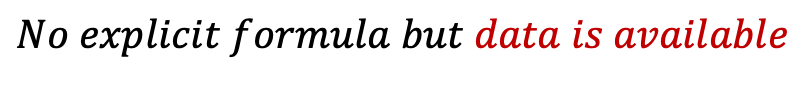 No explicit formula but data is available